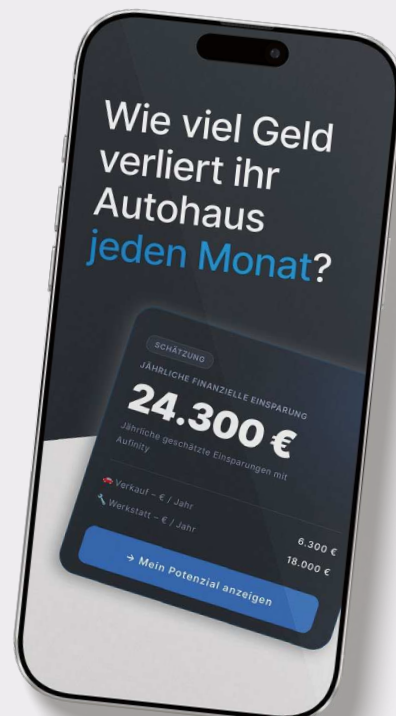 Wie viel Geld
verliert ihr
Autohaus
jeden Monat?
SCHÄTZUNG
JÄHRLICHE FINANZIELLE EINSPARUNG
24.300 €
Jährliche geschätzte Einsparungen mit
Aufinity
🚗 Verkauf – € / Jahr
6.300 €
🔧 Werkstatt – € / Jahr
18.000 €
→ Mein Potenzial anzeigen